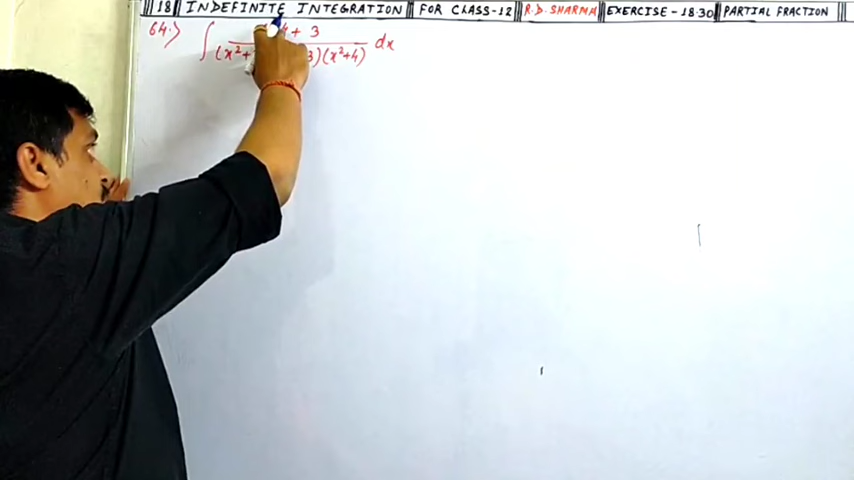 18 INDEFINITE INTEGRATION FOR CLASS-12 R.D. SHARMA EXERCISE-18.30 PARTIAL FRACTION
64.> ∫ 4 + 3
(x²+ 3)(x²+4) dx